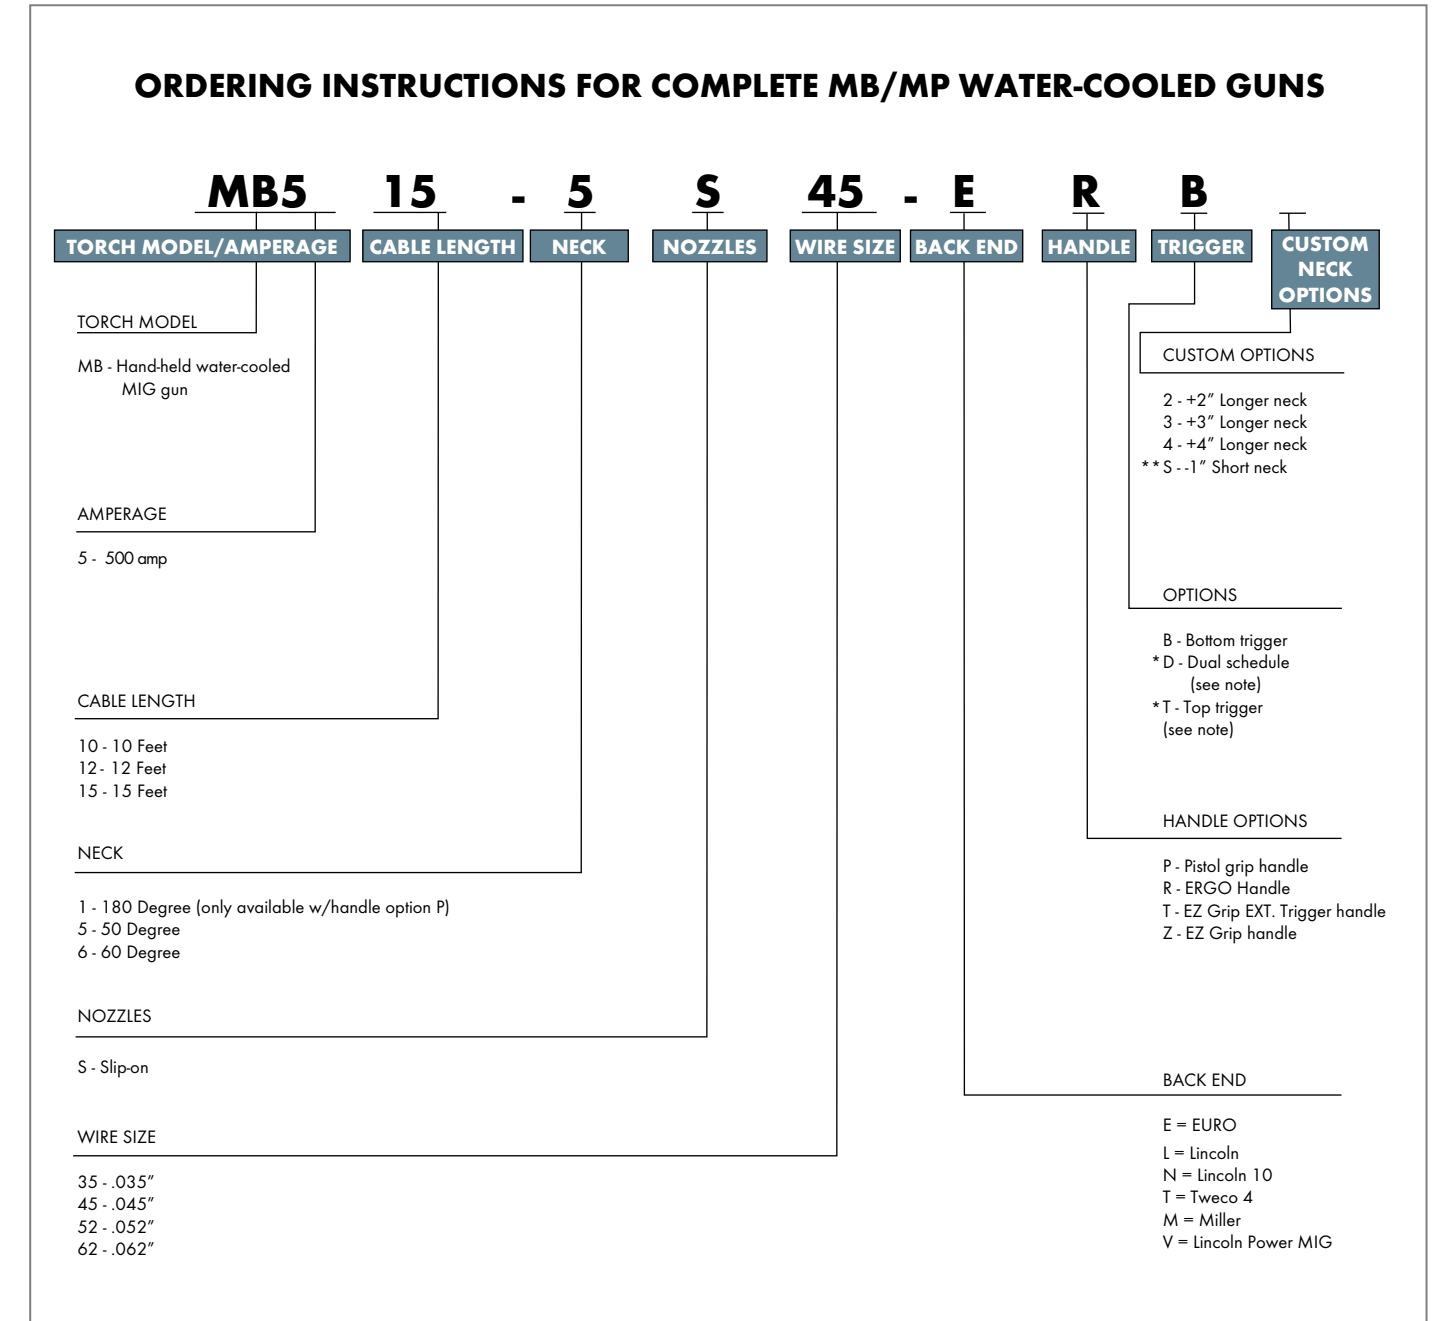 ORDERING INSTRUCTIONS FOR COMPLETE MB/MP WATER-COOLED GUNS
MB5 15 - 5 S 45 - E R B
TORCH MODEL/AMPERAGE CABLE LENGTH NECK NOZZLES WIRE SIZE BACK END HANDLE TRIGGER
CUSTOM
NECK
OPTIONS
TORCH MODEL
MB - Hand-held water-cooled
MIG gun
AMPERAGE
5 - 500 amp
CABLE LENGTH
10 - 10 Feet
12 - 12 Feet
15 - 15 Feet
NECK
1 - 180 Degree (only available w/handle option P)
5 - 50 Degree
6 - 60 Degree
NOZZLES
S - Slip-on
WIRE SIZE
35 - .035"
45 - .045"
52 - .052"
62 - .062"
CUSTOM OPTIONS
2 - +2" Longer neck
3 - +3" Longer neck
4 - +4" Longer neck
**S - -1" Short neck
OPTIONS
B - Bottom trigger
*D - Dual schedule
(see note)
*T - Top trigger
(see note)
HANDLE OPTIONS
P - Pistol grip handle
R - ERGO Handle
T - EZ Grip EXT. Trigger handle
Z - EZ Grip handle
BACK END
E = EURO
L = Lincoln
N = Lincoln 10
T = Tweco 4
M = Miller
V = Lincoln Power MIG